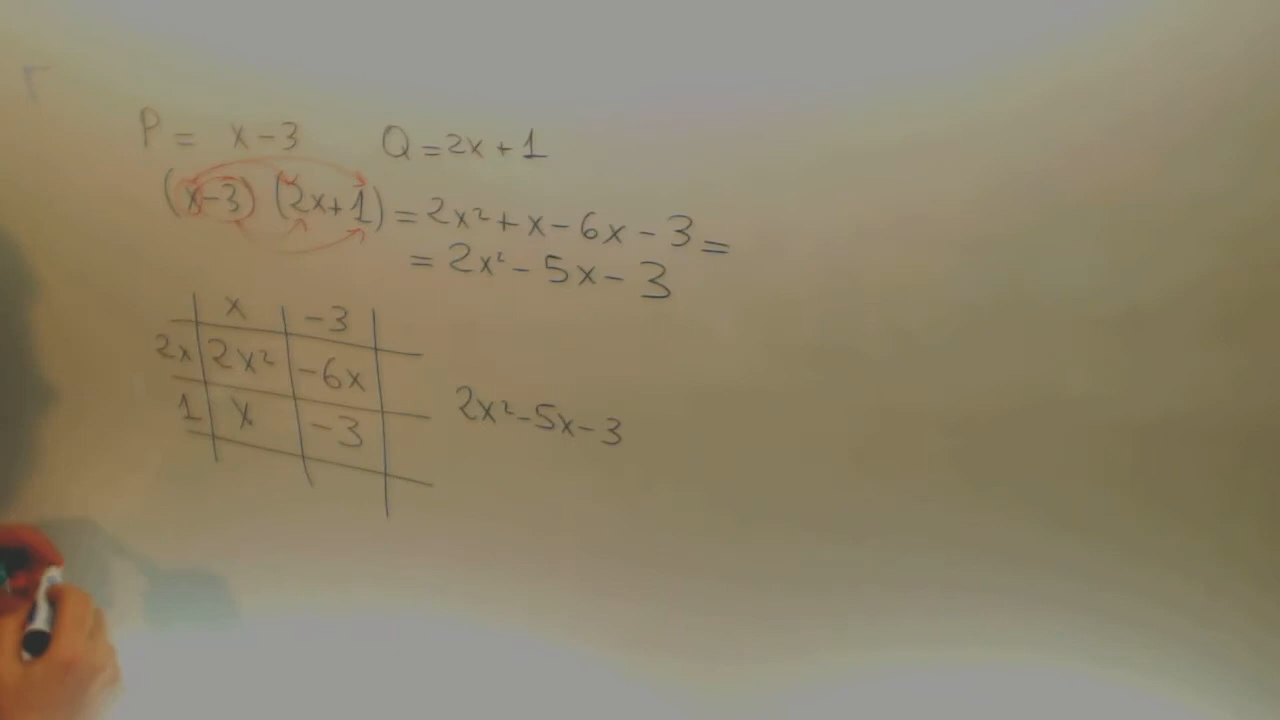 P = x - 3 Q = 2x + 1
(x-3) (2x+1) = 2x² + x - 6x - 3 =
= 2x² - 5x - 3
x -3
2x 2x² -6x
1 x -3
2x² - 5x - 3